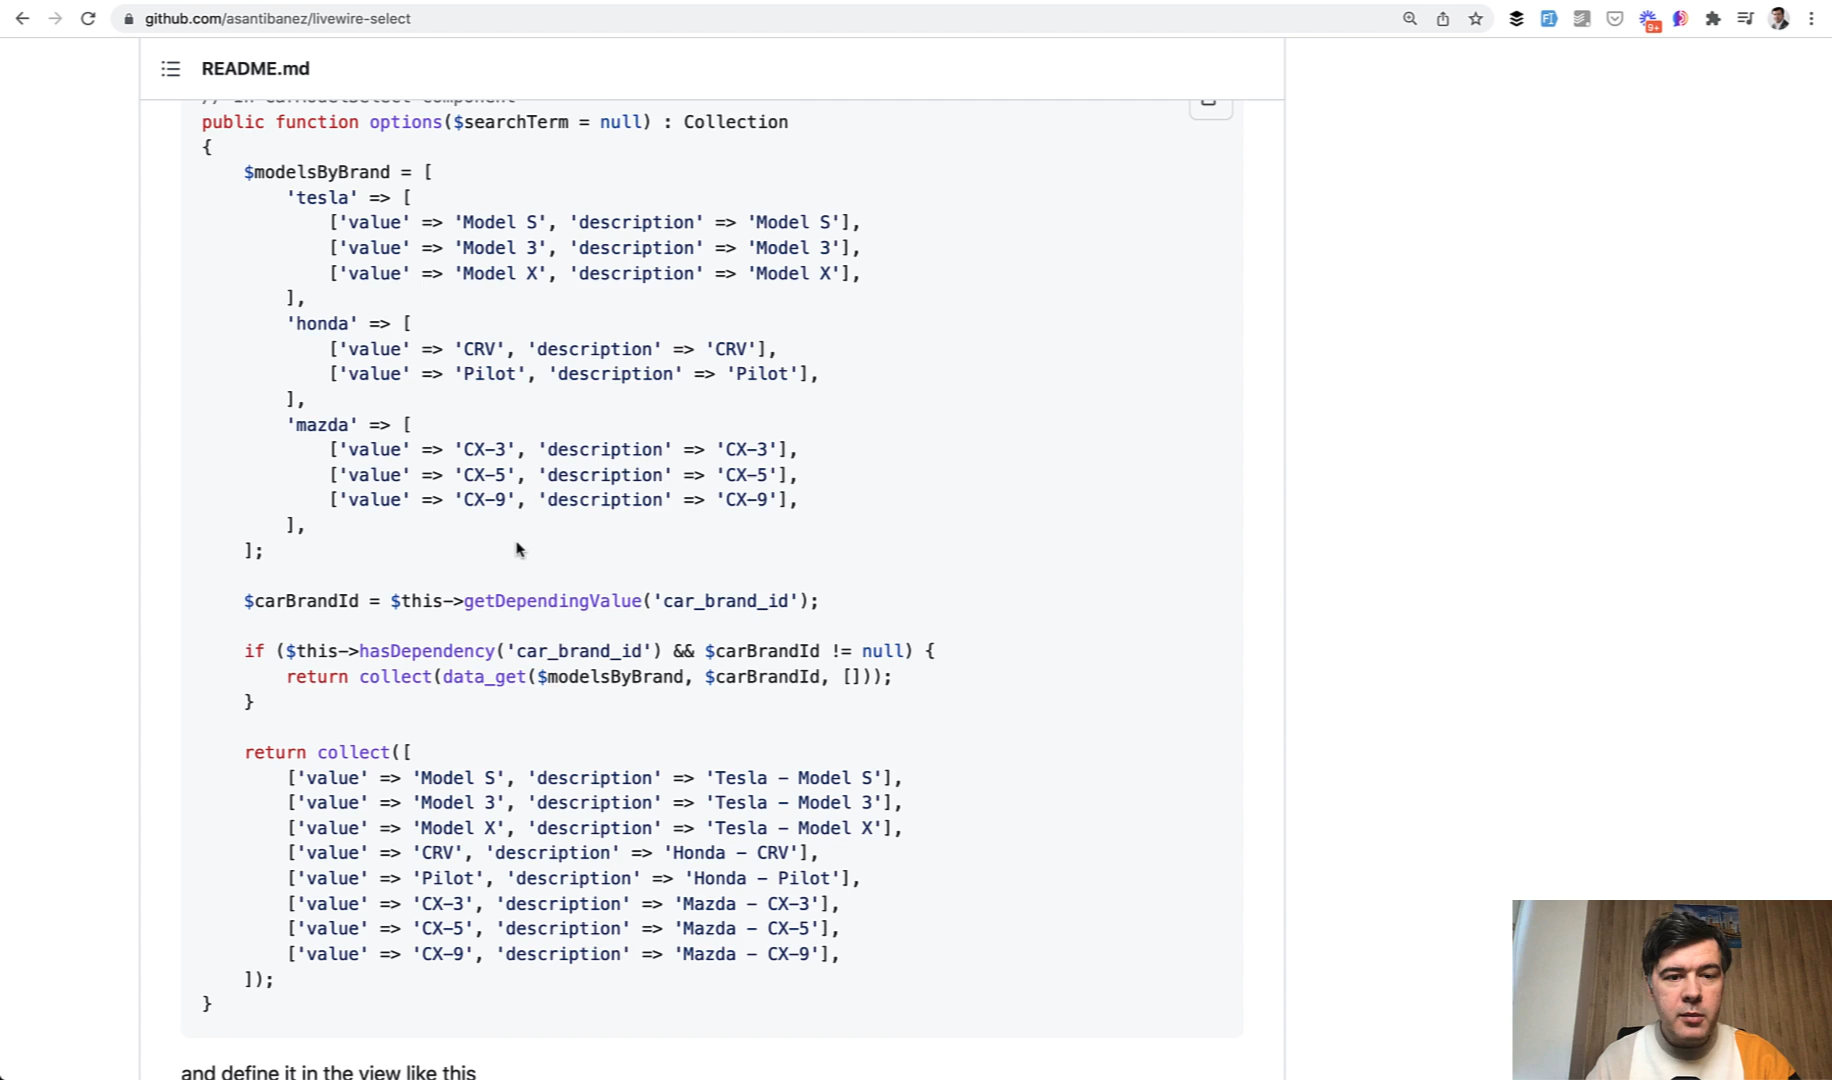 github.com/asantibanez/livewire-select
9+
README.md
// In CarModelSelect component
public function options($searchTerm = null) : Collection
{
$modelsByBrand = [
'tesla' => [
['value' => 'Model S', 'description' => 'Model S'],
['value' => 'Model 3', 'description' => 'Model 3'],
['value' => 'Model X', 'description' => 'Model X'],
],
'honda' => [
['value' => 'CRV', 'description' => 'CRV'],
['value' => 'Pilot', 'description' => 'Pilot'],
],
'mazda' => [
['value' => 'CX-3', 'description' => 'CX-3'],
['value' => 'CX-5', 'description' => 'CX-5'],
['value' => 'CX-9', 'description' => 'CX-9'],
],
];
$carBrandId = $this->getDependingValue('car_brand_id');
if ($this->hasDependency('car_brand_id') && $carBrandId != null) {
return collect(data_get($modelsByBrand, $carBrandId, []));
}
return collect([
['value' => 'Model S', 'description' => 'Tesla - Model S'],
['value' => 'Model 3', 'description' => 'Tesla - Model 3'],
['value' => 'Model X', 'description' => 'Tesla - Model X'],
['value' => 'CRV', 'description' => 'Honda - CRV'],
['value' => 'Pilot', 'description' => 'Honda - Pilot'],
['value' => 'CX-3', 'description' => 'Mazda - CX-3'],
['value' => 'CX-5', 'description' => 'Mazda - CX-5'],
['value' => 'CX-9', 'description' => 'Mazda - CX-9'],
]);
}
and define it in the view like this